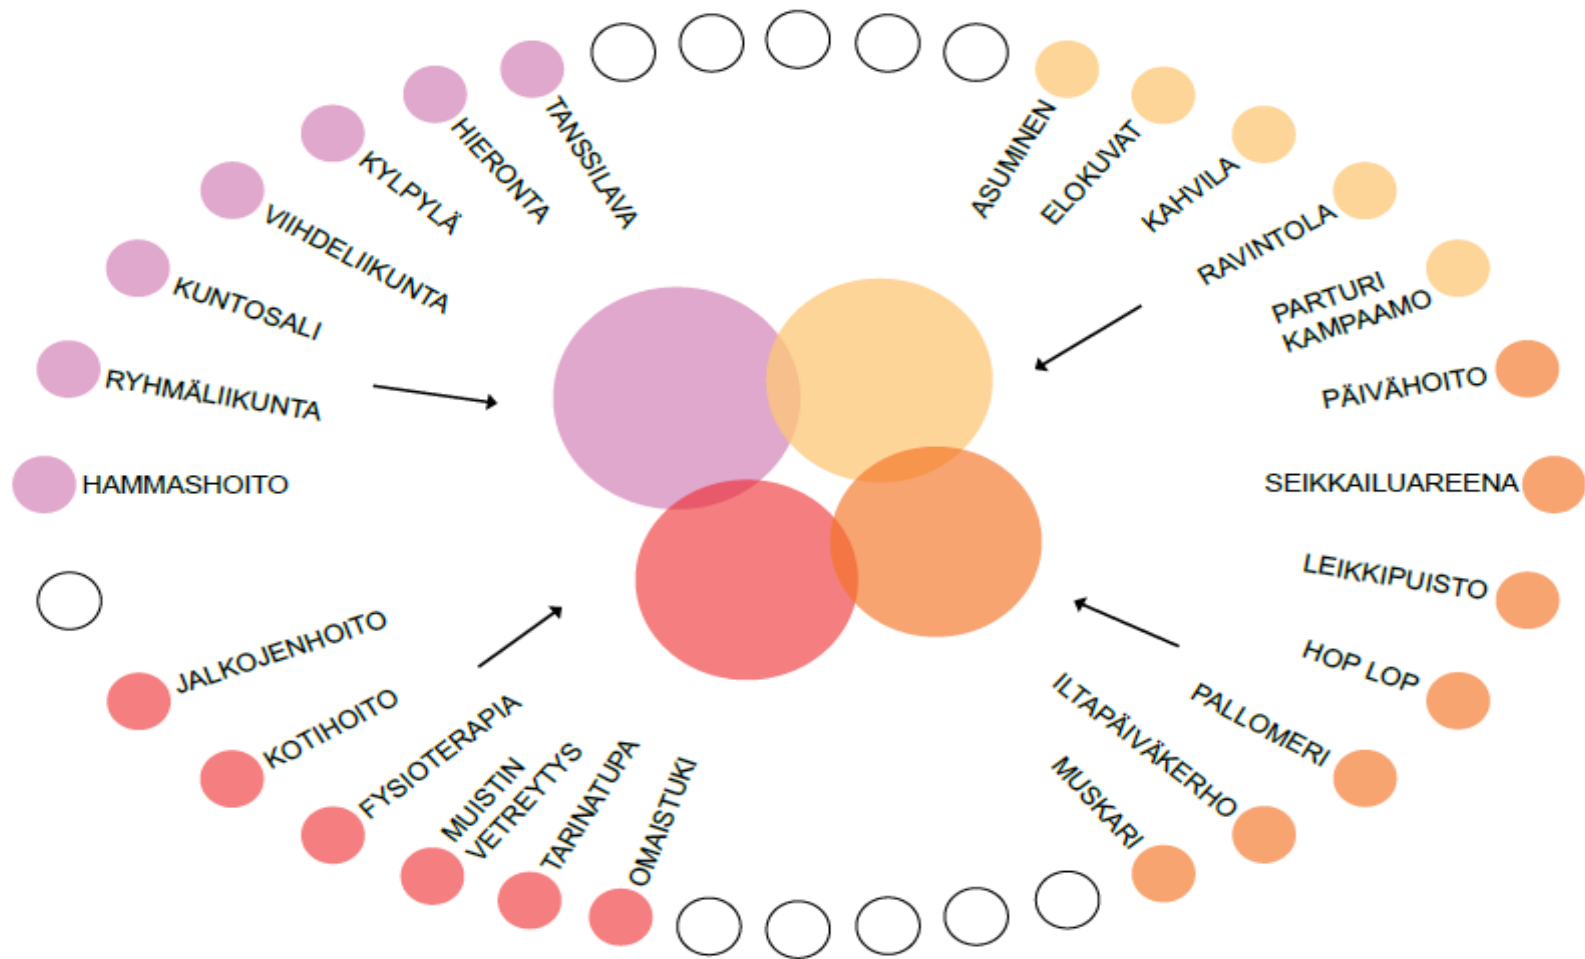 TANSSILAVA
HIERONTA
KYLPYLÄ
VIIHDELIIKUNTA
KUNTOSALI
RYHMÄLIIKUNTA
HAMMASHOITO
ASUMINEN
ELOKUVAT
KAHVILA
RAVINTOLA
PARTURI
KAMPAAMO
PÄIVÄHOITO
SEIKKAILUAREENA
LEIKKIPUISTO
HOP LOP
PALLOMERI
ILTAPÄIVÄKERHO
MUSKARI
JALKOJENHOITO
KOTIHOITO
FYSIOTERAPIA
MUISTIN
VETREYTYS
TARINATUPA
OMAISTUKI